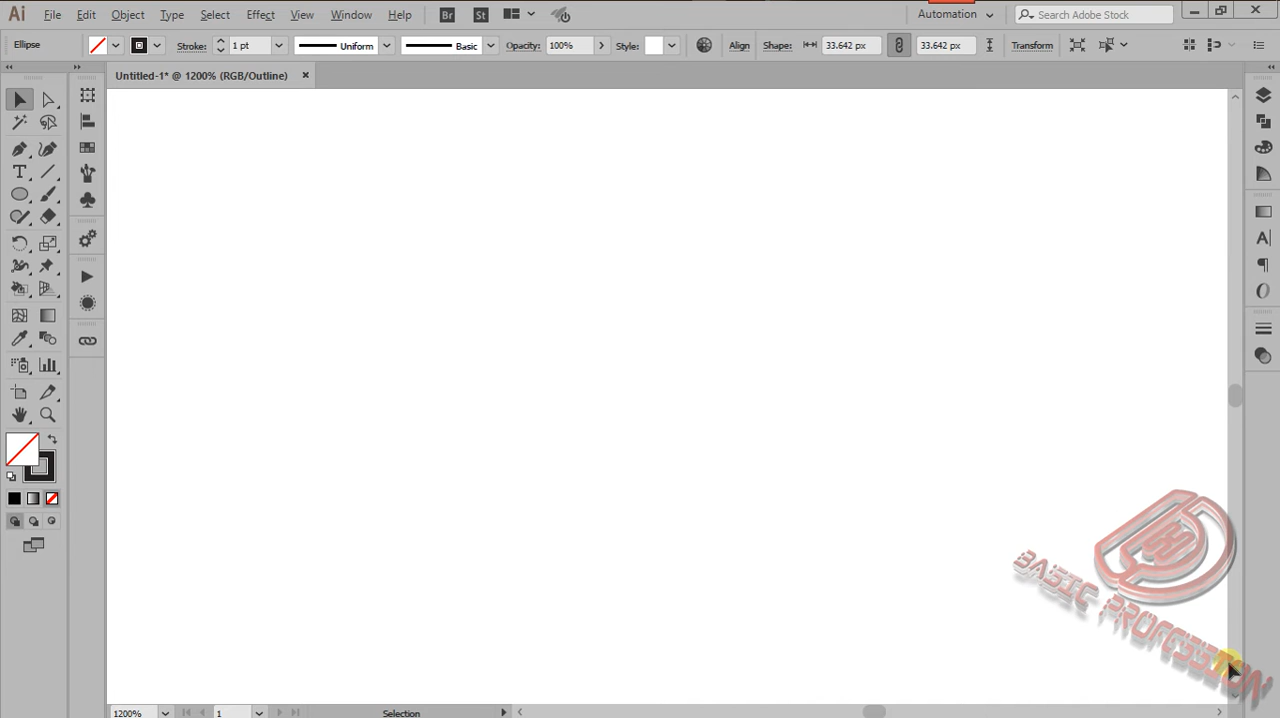 Ai File Edit Object Type Select Effect View Window Help Br St Automation Search Adobe Stock
Ellipse Stroke: 1 pt Uniform Basic Opacity: 100% Style: Align Shape: 33.642 px 33.642 px Transform
Untitled-1* @ 1200% (RGB/Outline)
BASIC PROFESSION
1200% 1 Selection